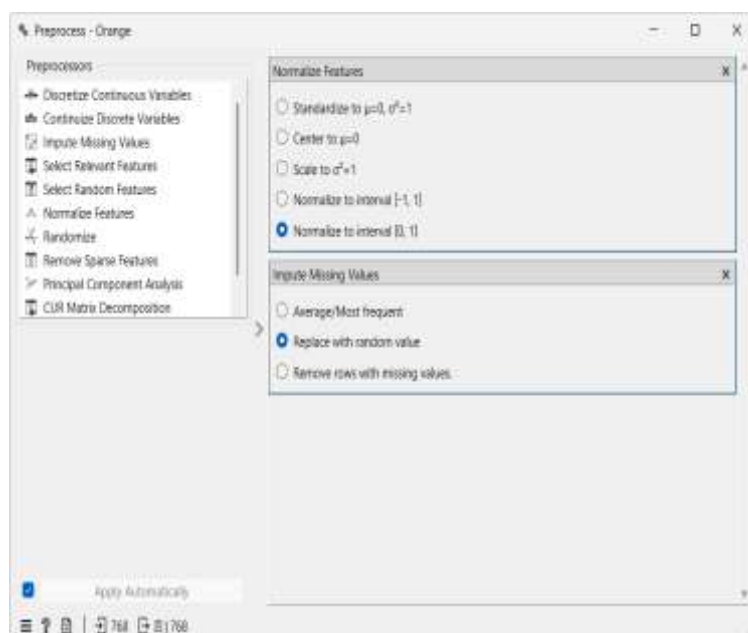 Preprocess - Orange
Preprocessors
Discretize Continuous Variables
Continuize Discrete Variables
Impute Missing Values
Select Relevant Features
Select Random Features
Normalize Features
Randomize
Remove Sparse Features
Principal Component Analysis
CUR Matrix Decomposition
Apply Automatically
768
768
Normalize Features
Standardize to μ=0, σ²=1
Center to μ=0
Scale to σ²=1
Normalize to interval [-1, 1]
Normalize to interval [0, 1]
Impute Missing Values
Average/Most frequent
Replace with random value
Remove rows with missing values.